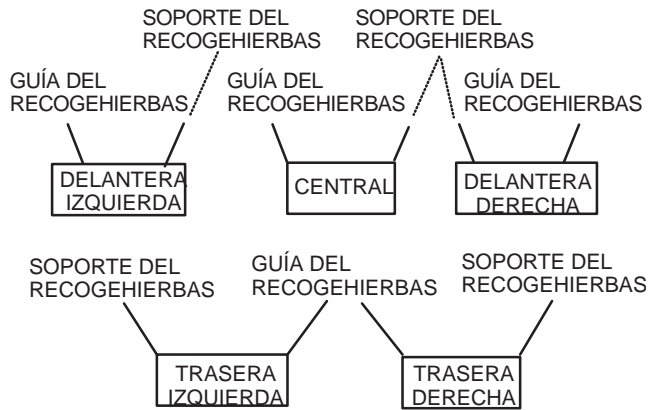 SOPORTE DEL
RECOGEHIERBAS
SOPORTE DEL
RECOGEHIERBAS
GUÍA DEL
RECOGEHIERBAS
GUÍA DEL
RECOGEHIERBAS
GUÍA DEL
RECOGEHIERBAS
DELANTERA
IZQUIERDA
CENTRAL
DELANTERA
DERECHA
SOPORTE DEL
RECOGEHIERBAS
GUÍA DEL
RECOGEHIERBAS
SOPORTE DEL
RECOGEHIERBAS
TRASERA
IZQUIERDA
TRASERA
DERECHA